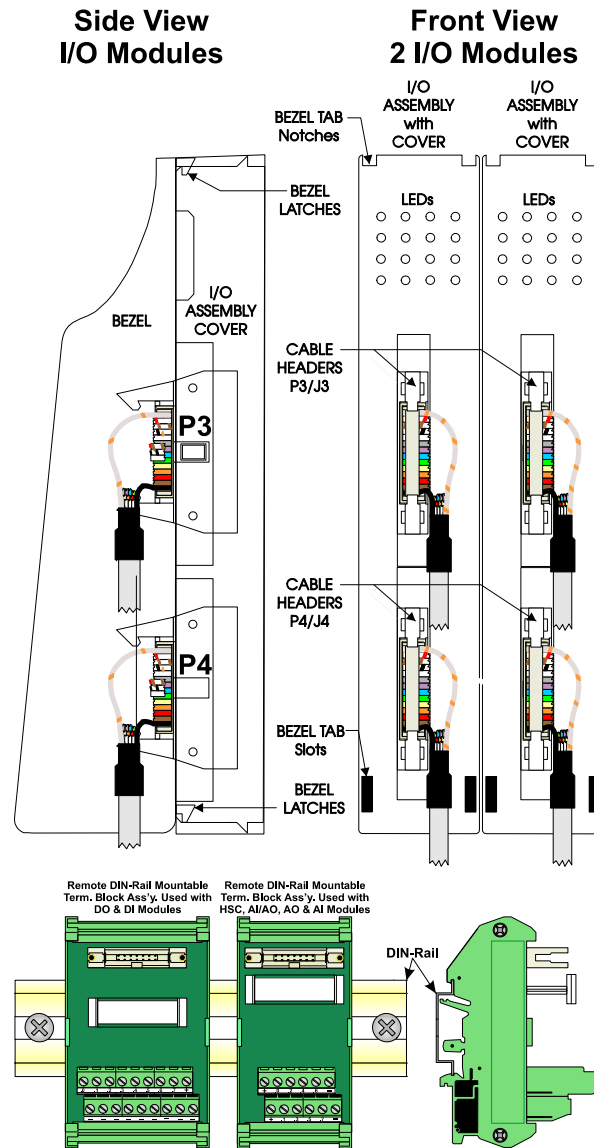 Side View
I/O Modules
Front View
2 I/O Modules
I/O
ASSEMBLY
with
COVER
I/O
ASSEMBLY
with
COVER
BEZEL TAB
Notches
BEZEL
LATCHES
LEDs
LEDs
I/O
ASSEMBLY
COVER
BEZEL
CABLE
HEADERS
P3/J3
P3
CABLE
HEADERS
P4/J4
P4
BEZEL TAB
Slots
BEZEL
LATCHES
Remote DIN-Rail Mountable
Term. Block Ass'y. Used with
DO & DI Modules
Remote DIN-Rail Mountable
Term. Block Ass'y. Used with
HSC, AI/AO, AO & AI Modules
DIN-Rail